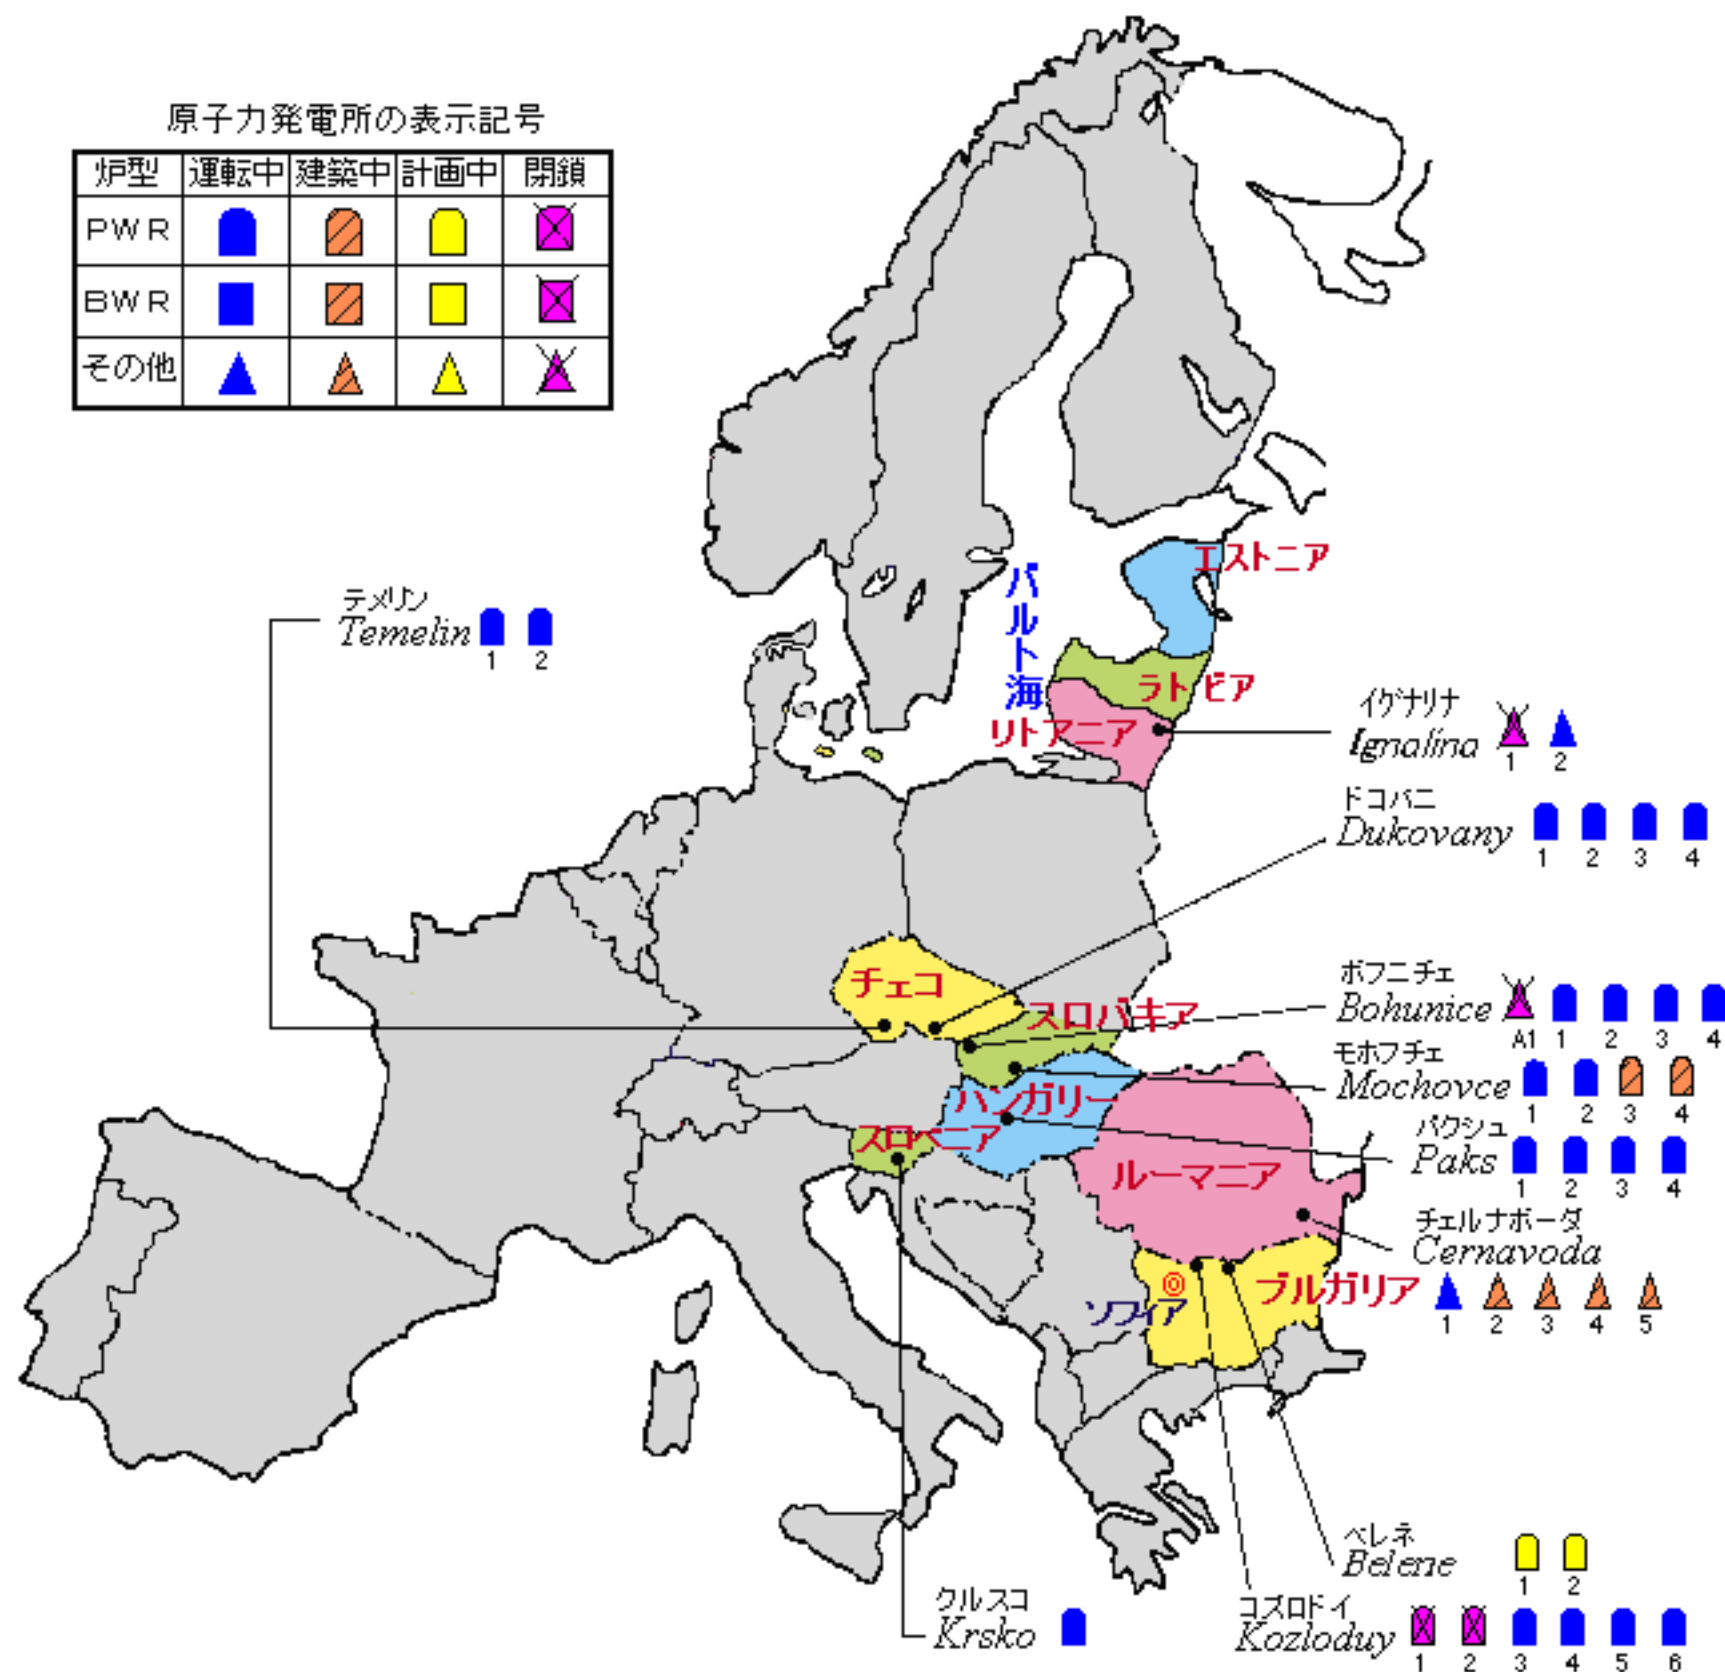 原子力発電所の表示記号
炉型 運転中 建築中 計画中 閉鎖
PWR
BWR
その他
エストニア
バルト海
ラトビア
リトアニア
チェコ
スロバキア
ハンガリー
スロベニア
ルーマニア
ブルガリア
ソフィア
テメリン
Temelin
1 2
イグナリナ
Ignalina
1 2
ドコバニ
Dukovany
1 2 3 4
ボフニチェ
Bohunice
A1 1 2 3 4
モホフチェ
Mochovce
1 2 3 4
パクシュ
Paks
1 2 3 4
チェルナボーダ
Cernavoda
1 2 3 4 5
ベレネ
Belene
1 2
コズロドイ
Kozloduy
1 2 3 4 5 6
クルスコ
Krsko